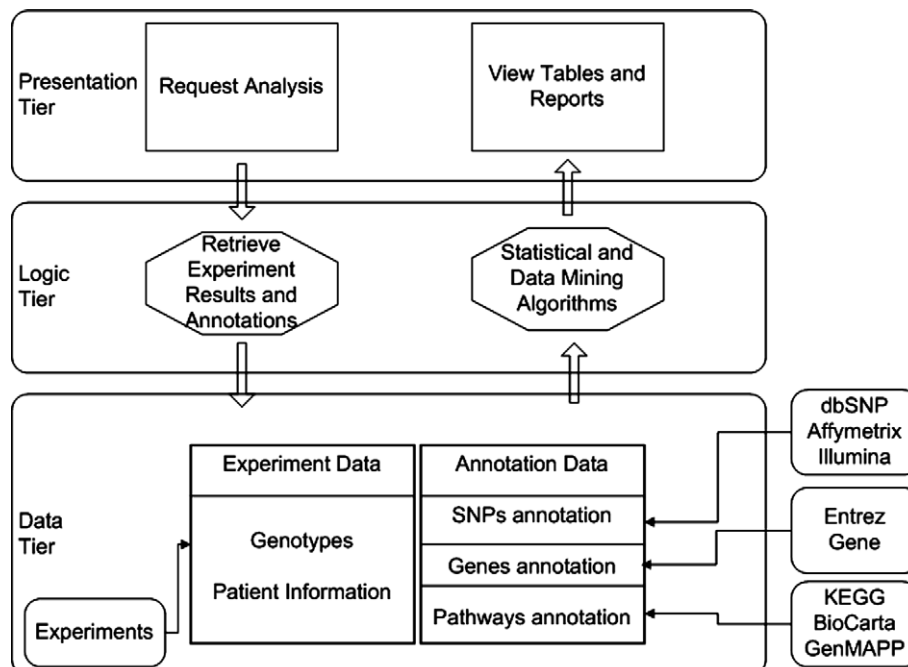 Presentation
Tier
Request Analysis
View Tables and
Reports
Logic
Tier
Retrieve
Experiment
Results and
Annotations
Statistical and
Data Mining
Algorithms
Data
Tier
Experiment Data
Genotypes
Patient Information
Experiments
Annotation Data
SNPs annotation
Genes annotation
Pathways annotation
dbSNP
Affymetrix
Illumina
Entrez
Gene
KEGG
BioCarta
GenMAPP